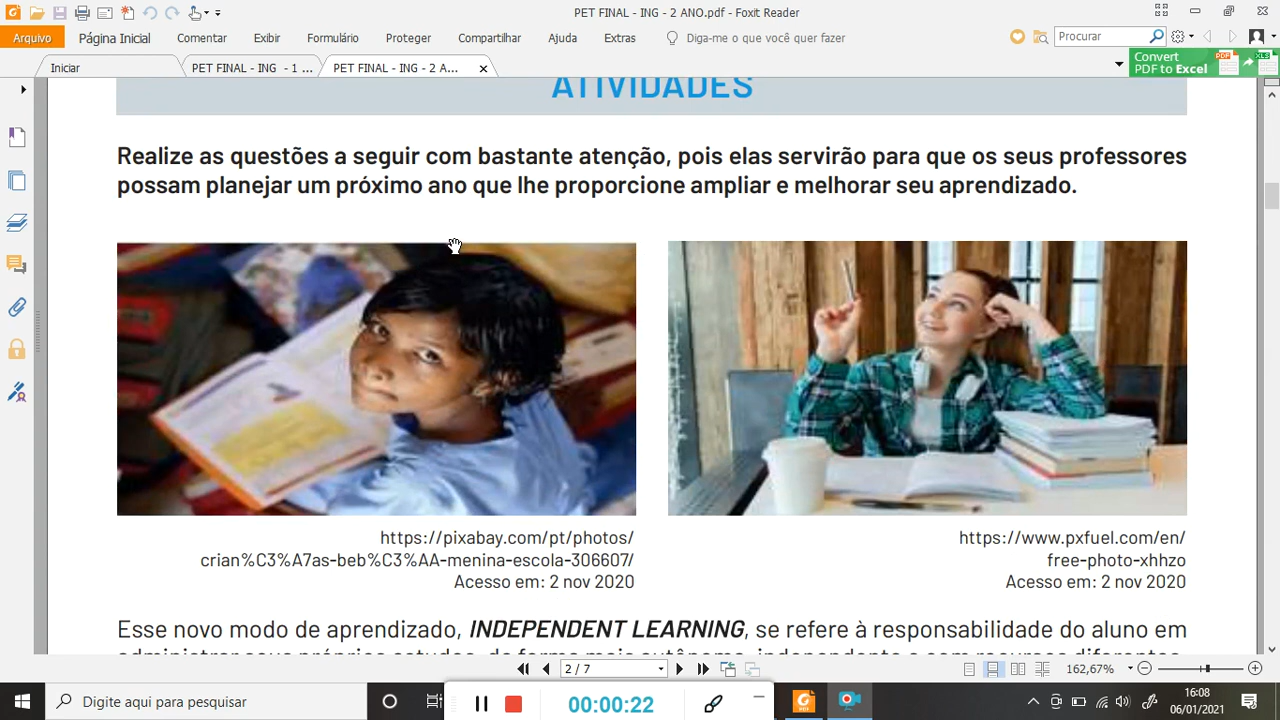 PET FINAL - ING - 2 ANO.pdf - Foxit Reader
Arquivo Página Inicial Comentar Exibir Formulário Proteger Compartilhar Ajuda Extras Diga-me o que você quer fazer Procurar
Iniciar PET FINAL - ING - 1 ... PET FINAL - ING - 2 A...
Convert
PDF to Excel
ATIVIDADES
Realize as questões a seguir com bastante atenção, pois elas servirão para que os seus professores
possam planejar um próximo ano que lhe proporcione ampliar e melhorar seu aprendizado.
https://pixabay.com/pt/photos/
crian%C3%A7as-beb%C3%AA-menina-escola-306607/
Acesso em: 2 nov 2020
https://www.pxfuel.com/en/
free-photo-xhhzo
Acesso em: 2 nov 2020
Esse novo modo de aprendizado, INDEPENDENT LEARNING, se refere à responsabilidade do aluno em
2 / 7 162,67%
Digite aqui para pesquisar
00:00:22
16:08
06/01/2021